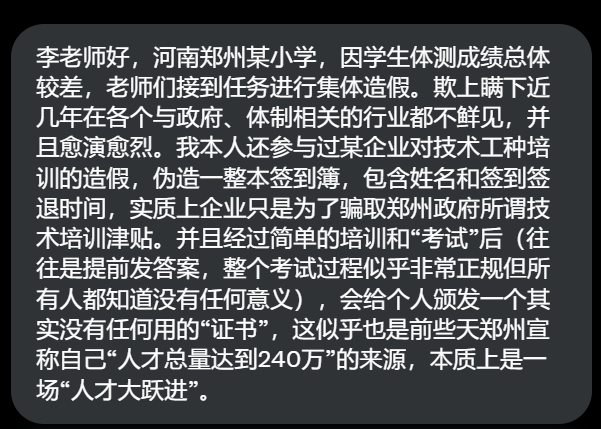 李老师好，河南郑州某小学，因学生体测成绩总体
较差，老师们接到任务进行集体造假。欺上瞒下近
几年在各个与政府、体制相关的行业都不鲜见，并
且愈演愈烈。我本人还参与过某企业对技术工种培
训的造假，伪造一整本签到簿，包含姓名和签到签
退时间，实质上企业只是为了骗取郑州政府所谓技
术培训津贴。并且经过简单的培训和“考试”后（往
往是提前发答案，整个考试过程似乎非常正规但所
有人都知道没有任何意义），会给个人颁发一个其
实没有任何用的“证书”，这似乎也是前些天郑州宣
称自己“人才总量达到240万”的来源，本质上是一
场“人才大跃进”。